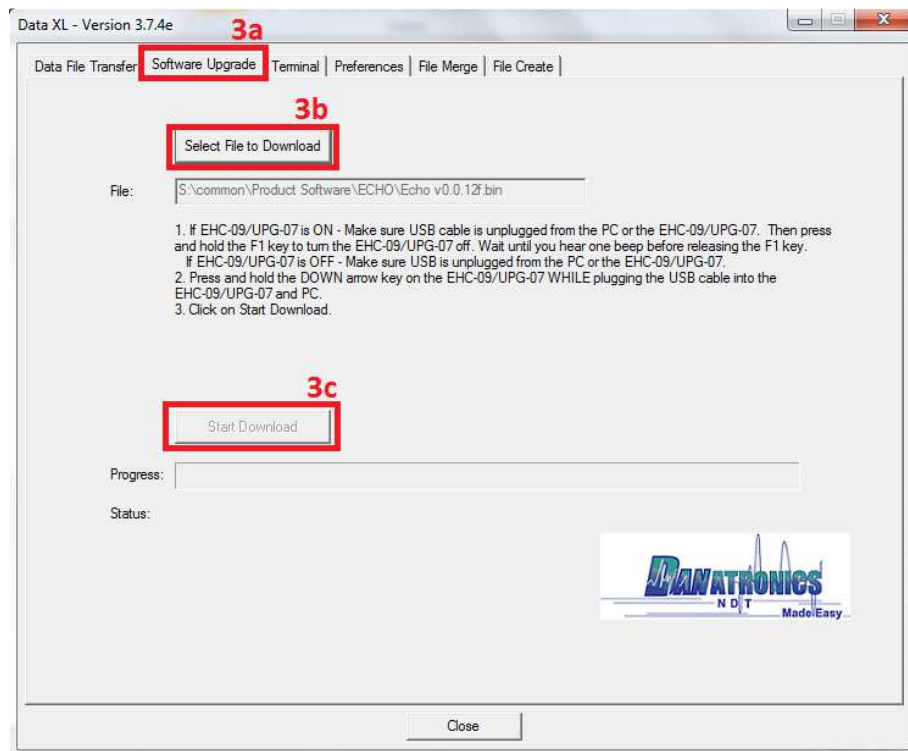 Data XL - Version 3.7.4e
3a
Data File Transfer Software Upgrade Terminal Preferences File Merge File Create
3b
Select File to Download
File: S:\common\Product Software\ECHO\Echo v0.0.12f.bin
1. If EHC-09/UPG-07 is ON - Make sure USB cable is unplugged from the PC or the EHC-09/UPG-07. Then press
and hold the F1 key to turn the EHC-09/UPG-07 off. Wait until you hear one beep before releasing the F1 key.
If EHC-09/UPG-07 is OFF - Make sure USB is unplugged from the PC or the EHC-09/UPG-07.
2. Press and hold the DOWN arrow key on the EHC-09/UPG-07 WHILE plugging the USB cable into the
EHC-09/UPG-07 and PC.
3. Click on Start Download.
3c
Start Download
Progress:
Status:
DANATRONICS
NDT
Made Easy
Close